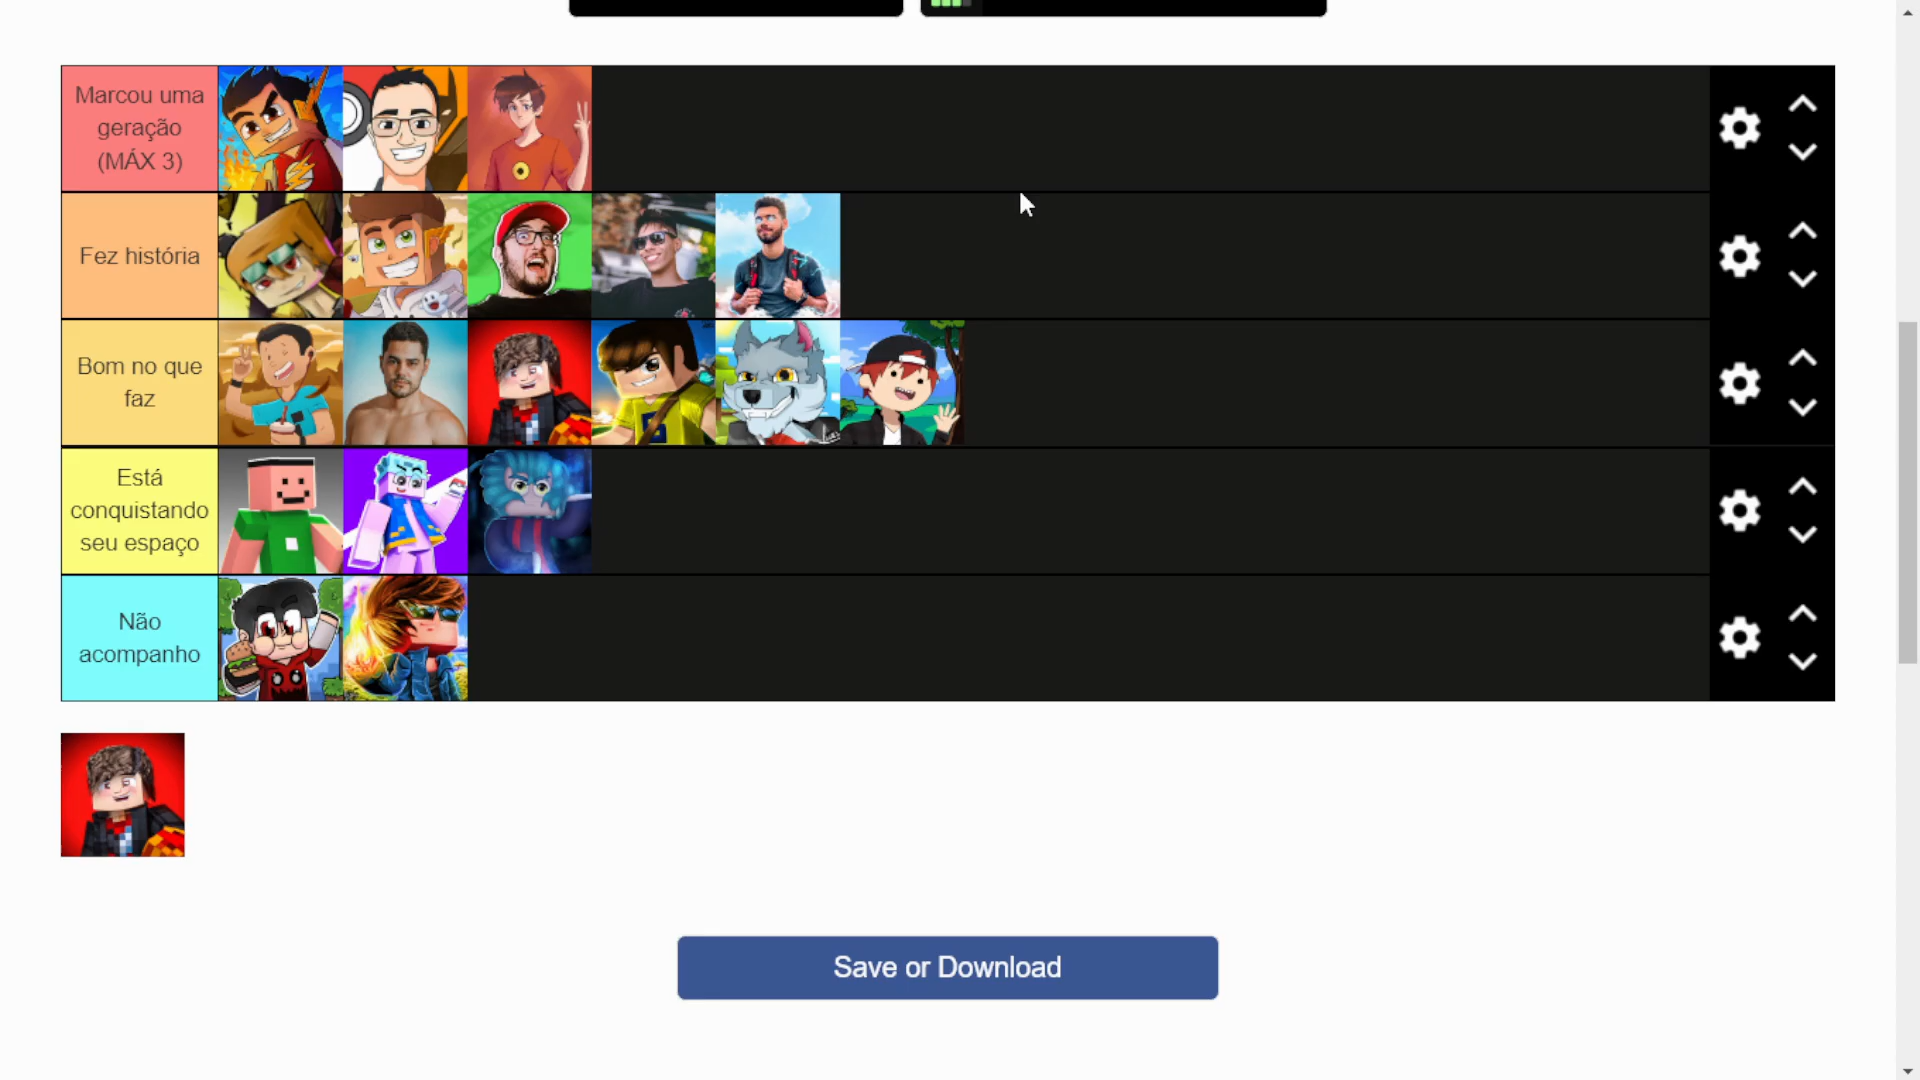 Marcou uma
geração
(MÁX 3)
Fez história
Bom no que
faz
Está
conquistando
seu espaço
Não
acompanho
Save or Download